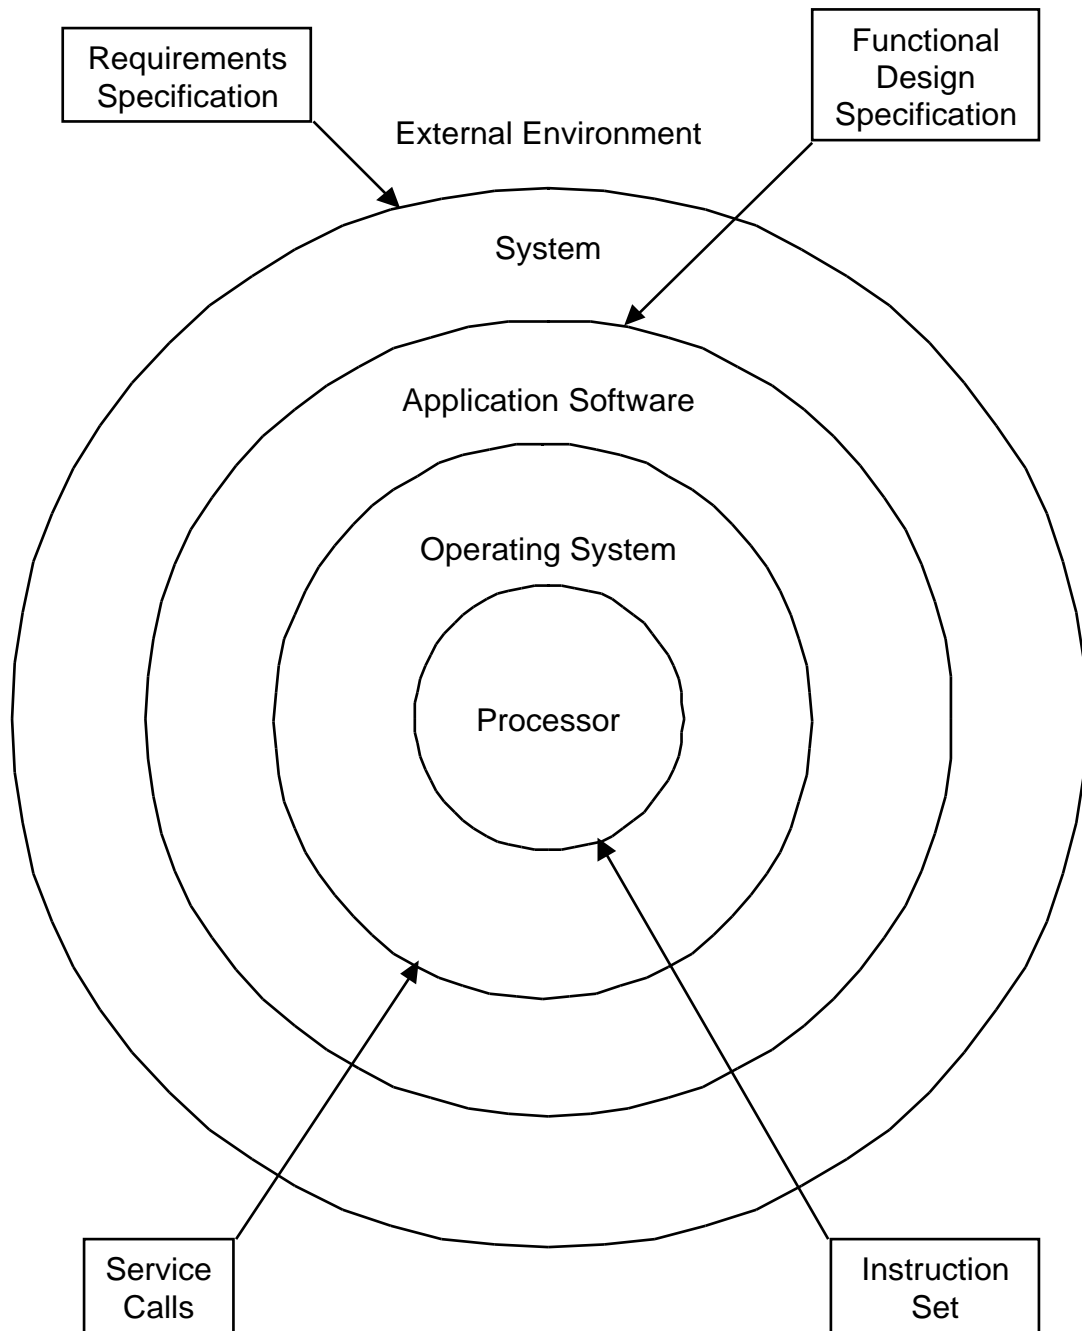 Requirements
Specification
Functional
Design
Specification
External Environment
System
Application Software
Operating System
Processor
Service
Calls
Instruction
Set